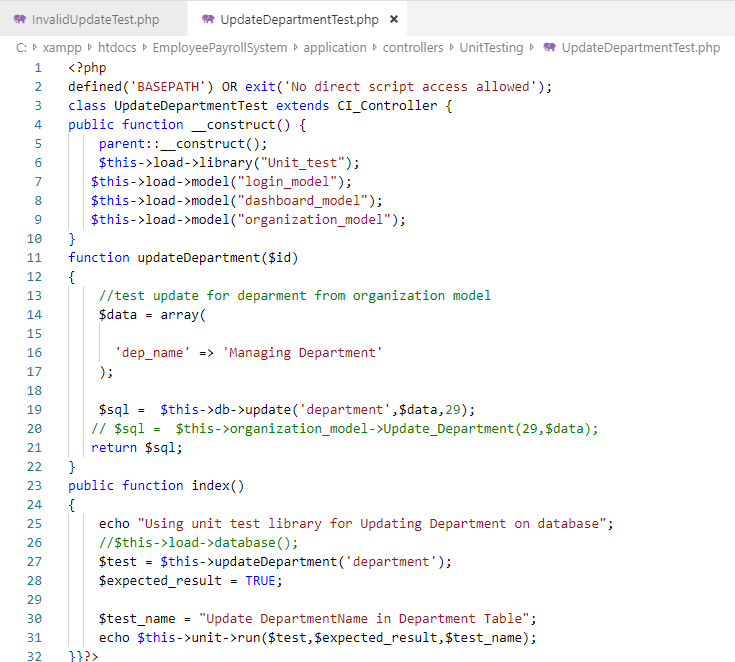 InvalidUpdateTest.php
UpdateDepartmentTest.php ×
C: xampp htdocs EmployeePayrollSystem application controllers UnitTesting UpdateDepartmentTest.php
1 <?php
2 defined('BASEPATH') OR exit('No direct script access allowed');
3 class UpdateDepartmentTest extends CI_Controller {
4 public function __construct() {
5     parent::__construct();
6     $this->load->library("Unit_test");
7    $this->load->model("login_model");
8    $this->load->model("dashboard_model");
9    $this->load->model("organization_model");
10 }
11 function updateDepartment($id)
12 {
13     //test update for deparment from organization model
14     $data = array(
15
16       'dep_name' => 'Managing Department'
17     );
18
19     $sql =  $this->db->update('department',$data,29);
20    // $sql =  $this->organization_model->Update_Department(29,$data);
21    return $sql;
22 }
23 public function index()
24 {
25     echo "Using unit test library for Updating Department on database";
26     //$this->load->database();
27     $test = $this->updateDepartment('department');
28     $expected_result = TRUE;
29
30     $test_name = "Update DepartmentName in Department Table";
31     echo $this->unit->run($test,$expected_result,$test_name);
32 }}?>